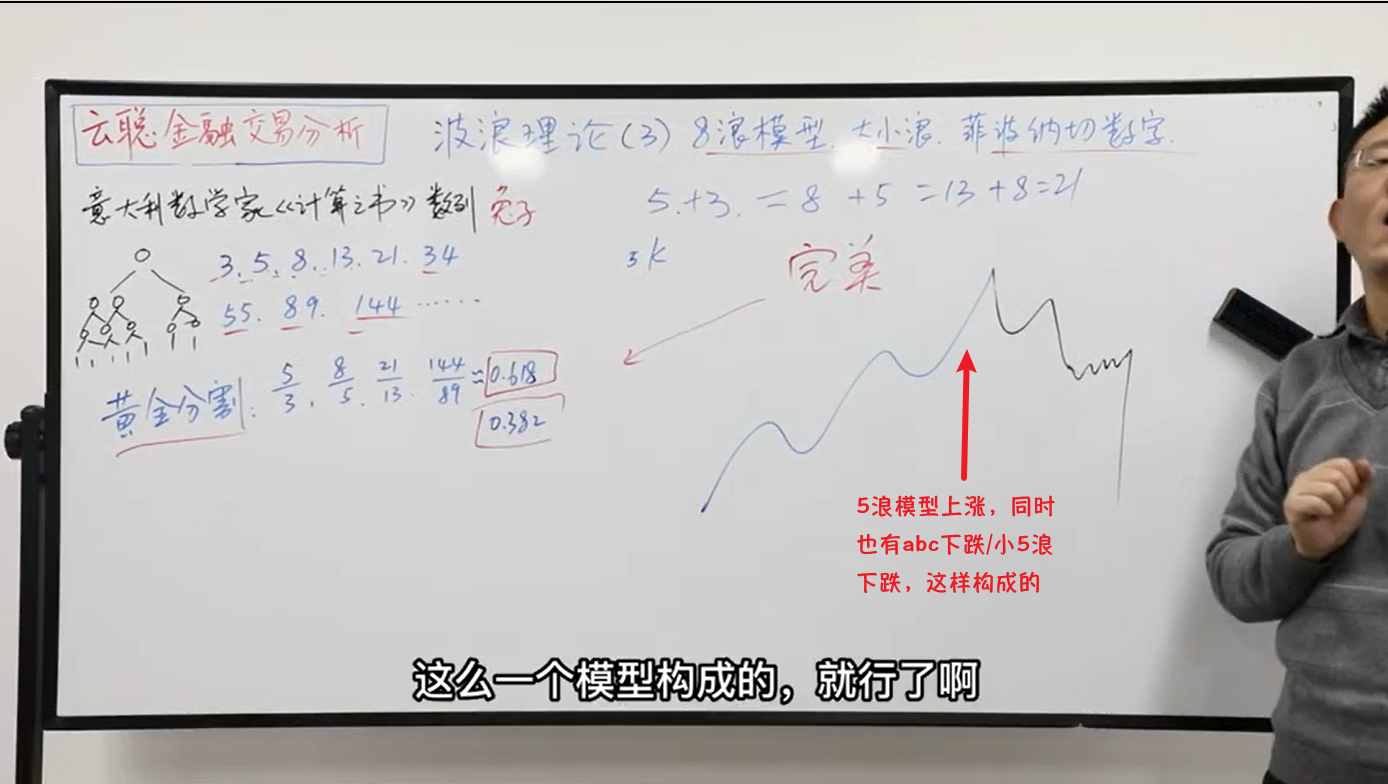 云聪金融交易分析
波浪理论(3) 8浪模型. 大小浪. 菲波纳切数字.
意大利数学家《计算之书》数列 兔子
5+3=8+5=13+8=21
3.5.8.13.21.34
55.89.144……
5K
完美
黄金分割: 5/3. 8/5. 21/13. 144/89≈0.618
0.382
5浪模型上涨，同时
也有abc下跌/小5浪
下跌，这样构成的
这么一个模型构成的，就行了啊